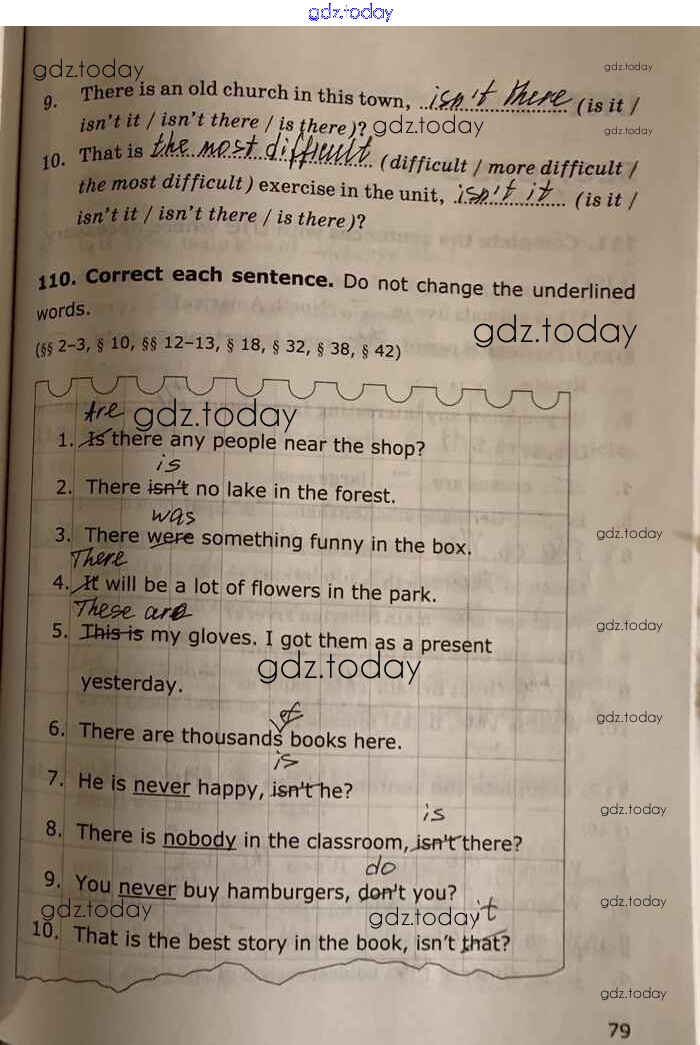 gdz.today
gdz.today
gdz.today
9. There is an old church in this town, isn't there (is it /
isn't it / isn't there / is there)? gdz.today
gdz.today
10. That is the most difficult (difficult / more difficult /
the most difficult) exercise in the unit, isn't it (is it /
isn't it / isn't there / is there)?
110. Correct each sentence. Do not change the underlined
words.
gdz.today
(§§ 2–3, § 10, §§ 12–13, § 18, § 32, § 38, § 42)
Are gdz.today
1. Is there any people near the shop?
is
2. There isn't no lake in the forest.
was
3. There were something funny in the box.
gdz.today
There
4. It will be a lot of flowers in the park.
These are
gdz.today
5. This is my gloves. I got them as a present
gdz.today
yesterday.
of
gdz.today
6. There are thousands books here.
is
7. He is never happy, isn't he?
gdz.today
is
8. There is nobody in the classroom, isn't there?
do
9. You never buy hamburgers, don't you?
gdz.today
gdz.today gdz.today it
10. That is the best story in the book, isn't that?
gdz.today
79